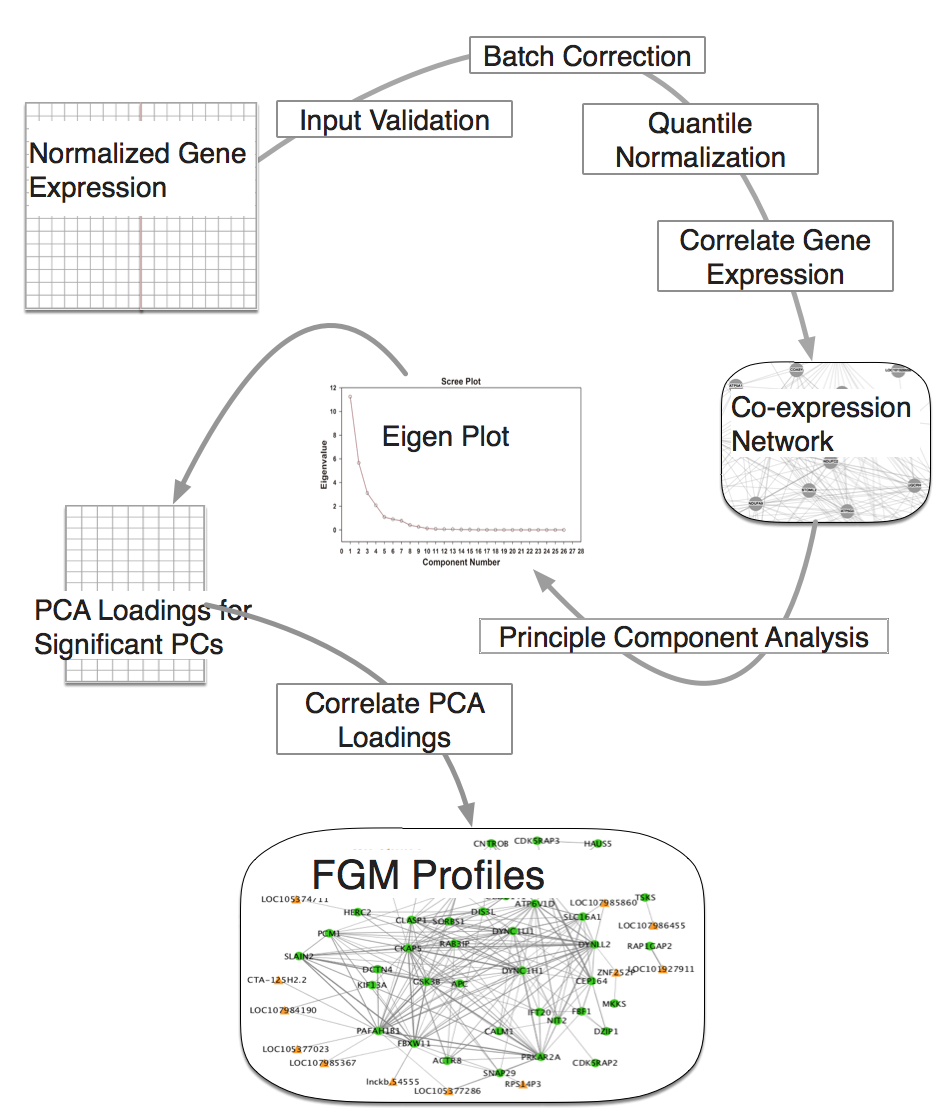 Batch Correction
Input Validation
Quantile
Normalization
Normalized Gene
Expression
Correlate Gene
Expression
Co-expression
Network
Scree Plot
Eigen Plot
Eigenvalue
12
10
8
6
4
2
0
0 1 2 3 4 5 6 7 8 9 10 11 12 13 14 15 16 17 18 19 20 21 22 23 24 25 26 27 28
Component Number
Principle Component Analysis
PCA Loadings for
Significant PCs
Correlate PCA
Loadings
FGM Profiles
CNTROB
CDK5RAP3
HAUS5
LOC105374711
HERC2
CLASP1
SORBS1
DIS3L
ATP6V1D
LOC107985860
TSKS
SLC16A1
LOC107986455
PCM1
CKAP5
RAB3IP
DYNC1LI1
DYNLL2
RAP1GAP2
SLAIN2
DCTN4
DYNC1H1
ZNF252P
LOC101927911
CTA-125H2.2
KIF13A
GSK3B
APC
CEP164
LOC107984190
IFT20
FBF1
MKKS
NIT2
PAFAH1B1
FBXW11
CALM1
DZIP1
LOC105377023
LOC107985367
ACTR8
PRKAR2A
CDK5RAP2
SNAP29
lnckb.54555
LOC105377286
RPS14P3